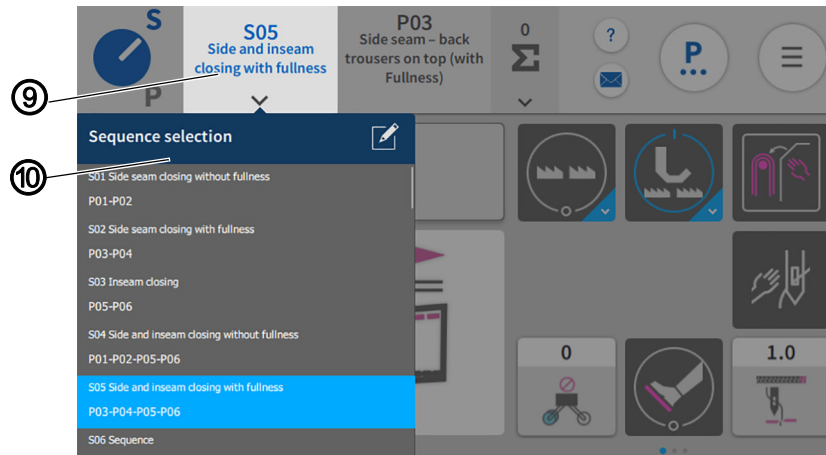 S
P
S05
Side and inseam
closing with fullness
P03
Side seam – back
trousers on top (with
Fullness)
0
Σ
?
P
9
10
Sequence selection
S01 Side seam closing without fullness
P01-P02
S02 Side seam closing with fullness
P03-P04
S03 Inseam closing
P05-P06
S04 Side and inseam closing without fullness
P01-P02-P05-P06
S05 Side and inseam closing with fullness
P03-P04-P05-P06
S06 Sequence
0
1.0